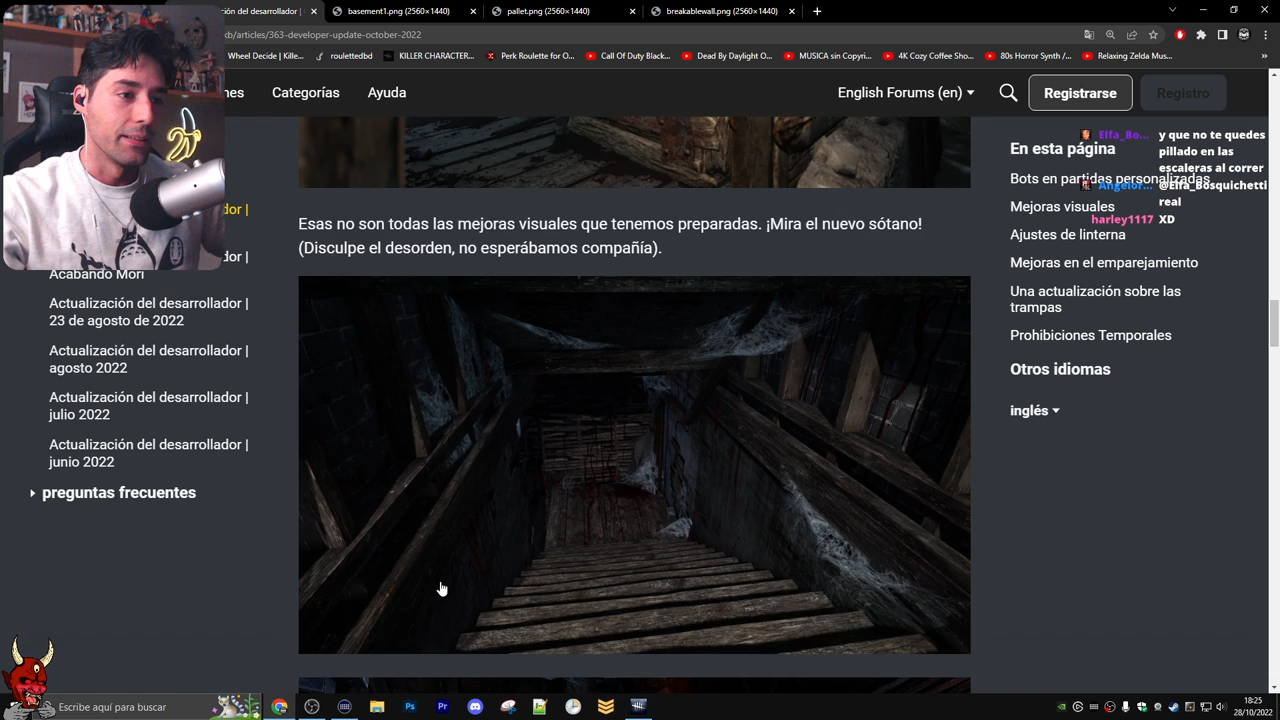 del desarrollador |
basement1.png (2560×1440)
pallet.png (2560×1440)
breakablewall.png (2560×1440)
xb/articles/363-developer-update-october-2022
Wheel Decide | Kille...
roulettedbd
KILLER CHARACTER...
Perk Roulette for O...
Call Of Duty Black...
Dead By Daylight O...
MUSICA sin Copyri...
4K Cozy Coffee Sho...
80s Horror Synth /...
Relaxing Zelda Mus...
nes
Categorías
Ayuda
English Forums (en)
Registrarse
Registro
Esas no son todas las mejoras visuales que tenemos preparadas. ¡Mira el nuevo sótano!
(Disculpe el desorden, no esperábamos compañía).
dor |
dor |
Acabando Mori
Actualización del desarrollador |
23 de agosto de 2022
Actualización del desarrollador |
agosto 2022
Actualización del desarrollador |
julio 2022
Actualización del desarrollador |
junio 2022
preguntas frecuentes
En esta página
Bots en partidas personalizadas
Mejoras visuales
Ajustes de linterna
Mejoras en el emparejamiento
Una actualización sobre las
trampas
Prohibiciones Temporales
Otros idiomas
inglés
Elfa_Bo... y que no te quedes
pillado en las
escaleras al correr
Angelor... @Elfa_Bosquichetti
real
harley1117 XD
Escribe aquí para buscar
18:25
28/10/2022